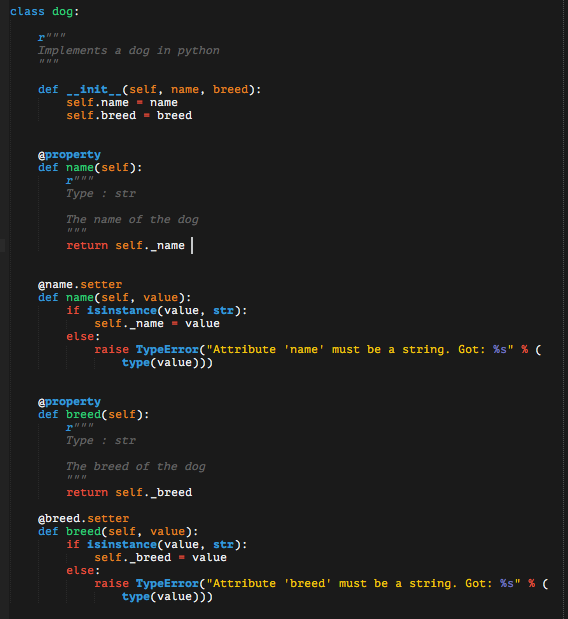 class dog:
r"""
Implements a dog in python
"""
def __init__(self, name, breed):
self.name = name
self.breed = breed
@property
def name(self):
r"""
Type : str
The name of the dog
"""
return self._name
@name.setter
def name(self, value):
if isinstance(value, str):
self._name = value
else:
raise TypeError("Attribute 'name' must be a string. Got: %s" % (
type(value)))
@property
def breed(self):
r"""
Type : str
The breed of the dog
"""
return self._breed
@breed.setter
def breed(self, value):
if isinstance(value, str):
self._breed = value
else:
raise TypeError("Attribute 'breed' must be a string. Got: %s" % (
type(value)))